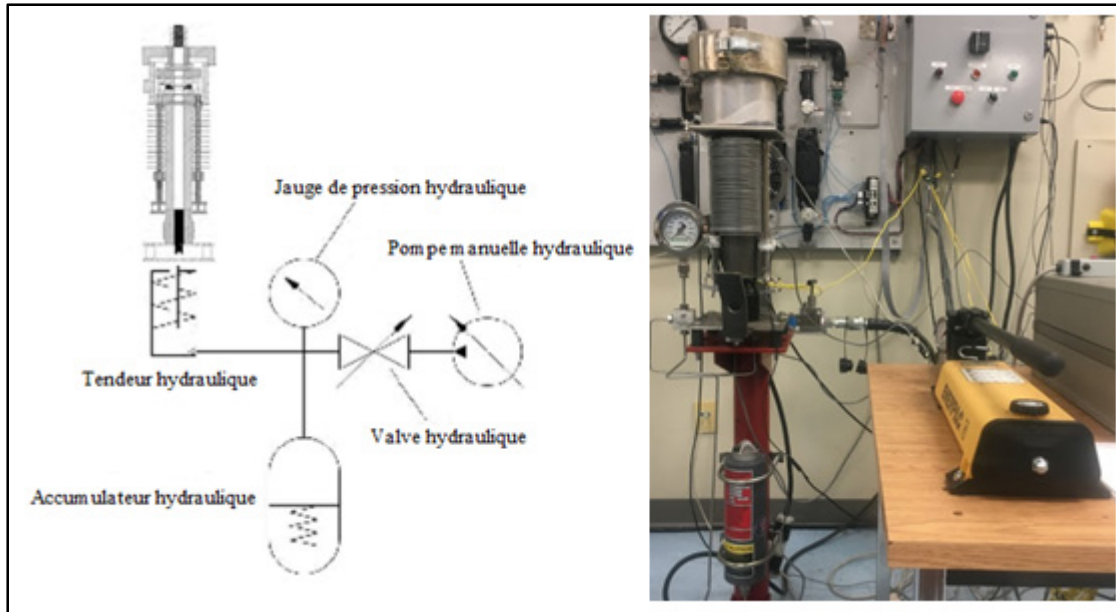 Jauge de pression hydraulique
Pompe manuelle hydraulique
Tendeur hydraulique
Valve hydraulique
Accumulateur hydraulique